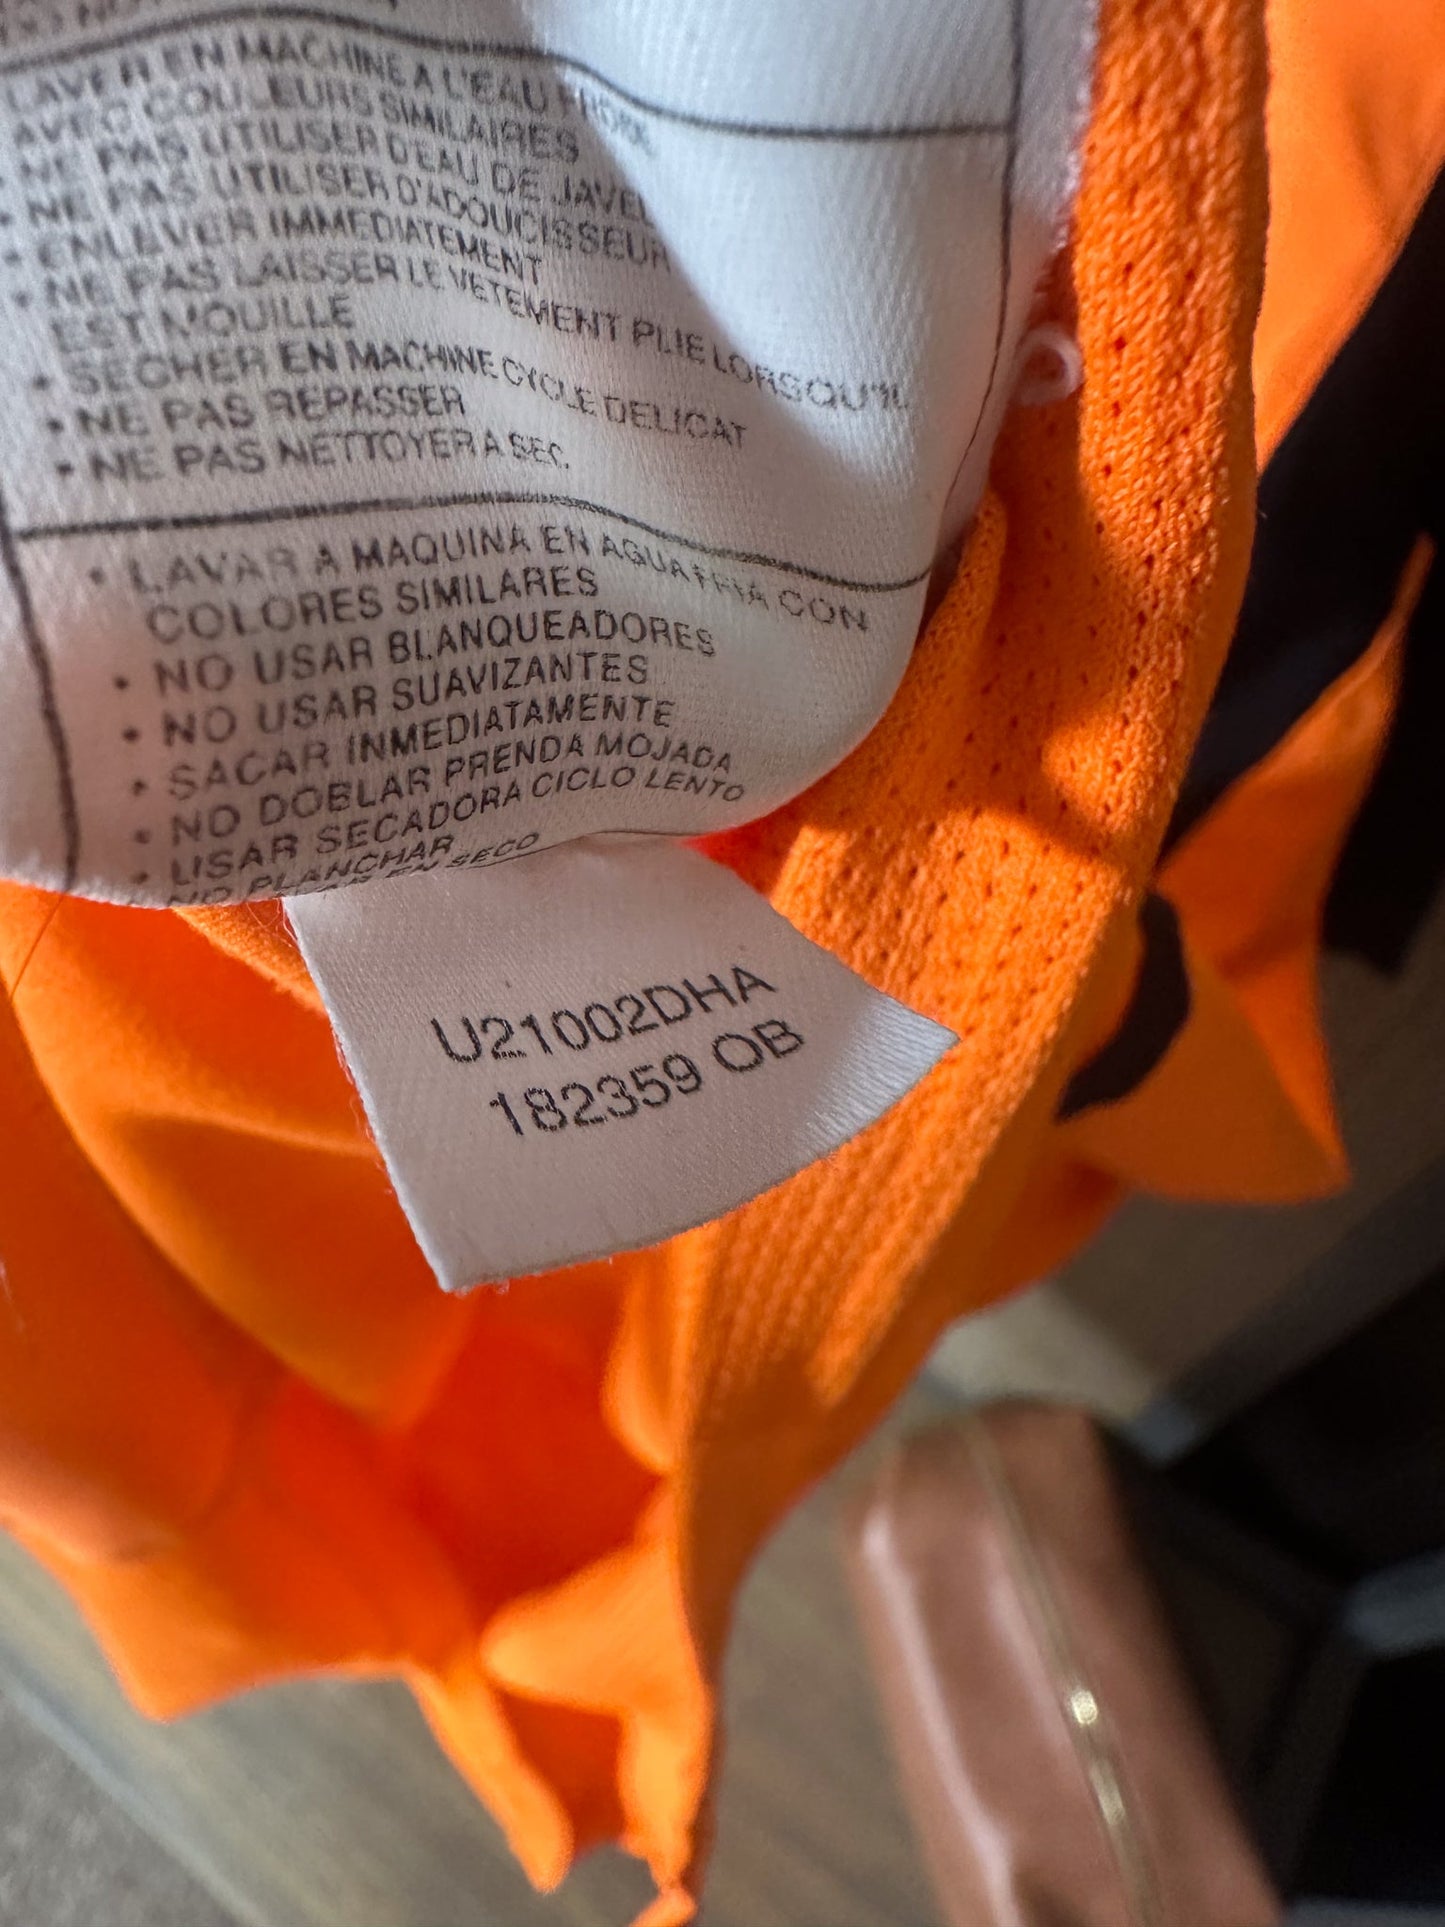 LAVER EN MACHINE A L'EAU FROIDE
AVEC COULEURS SIMILAIRES
• NE PAS UTILISER D'EAU DE JAVEL
• NE PAS UTILISER D'ADOUCISSEUR
• ENLEVER IMMEDIATEMENT
• NE PAS LAISSER LE VETEMENT PLIE LORSQU'IL
EST MOUILLE
• SECHER EN MACHINE CYCLE DELICAT
• NE PAS REPASSER
• NE PAS NETTOYER A SEC.
• LAVAR A MAQUINA EN AGUA FRIA CON
COLORES SIMILARES
• NO USAR BLANQUEADORES
• NO USAR SUAVIZANTES
• SACAR INMEDIATAMENTE
• NO DOBLAR PRENDA MOJADA
• USAR SECADORA CICLO LENTO
NO PLANCHAR
EN SECO
U21002DHA
182359 OB